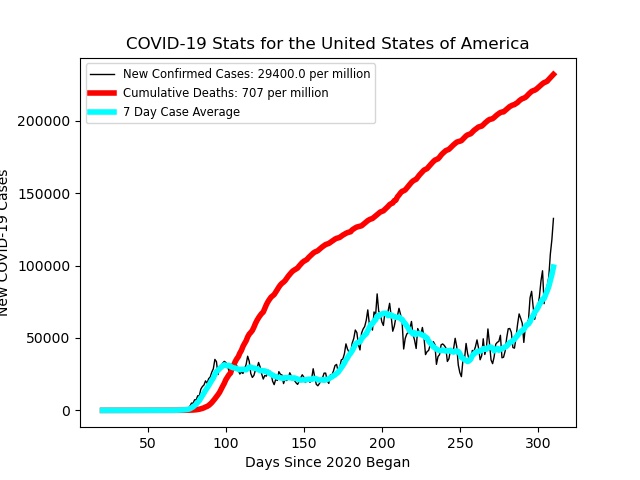 COVID-19 Stats for the United States of America
New Confirmed Cases: 29400.0 per million
Cumulative Deaths: 707 per million
7 Day Case Average
New COVID-19 Cases
200000
150000
100000
50000
0
50 100 150 200 250 300
Days Since 2020 Began